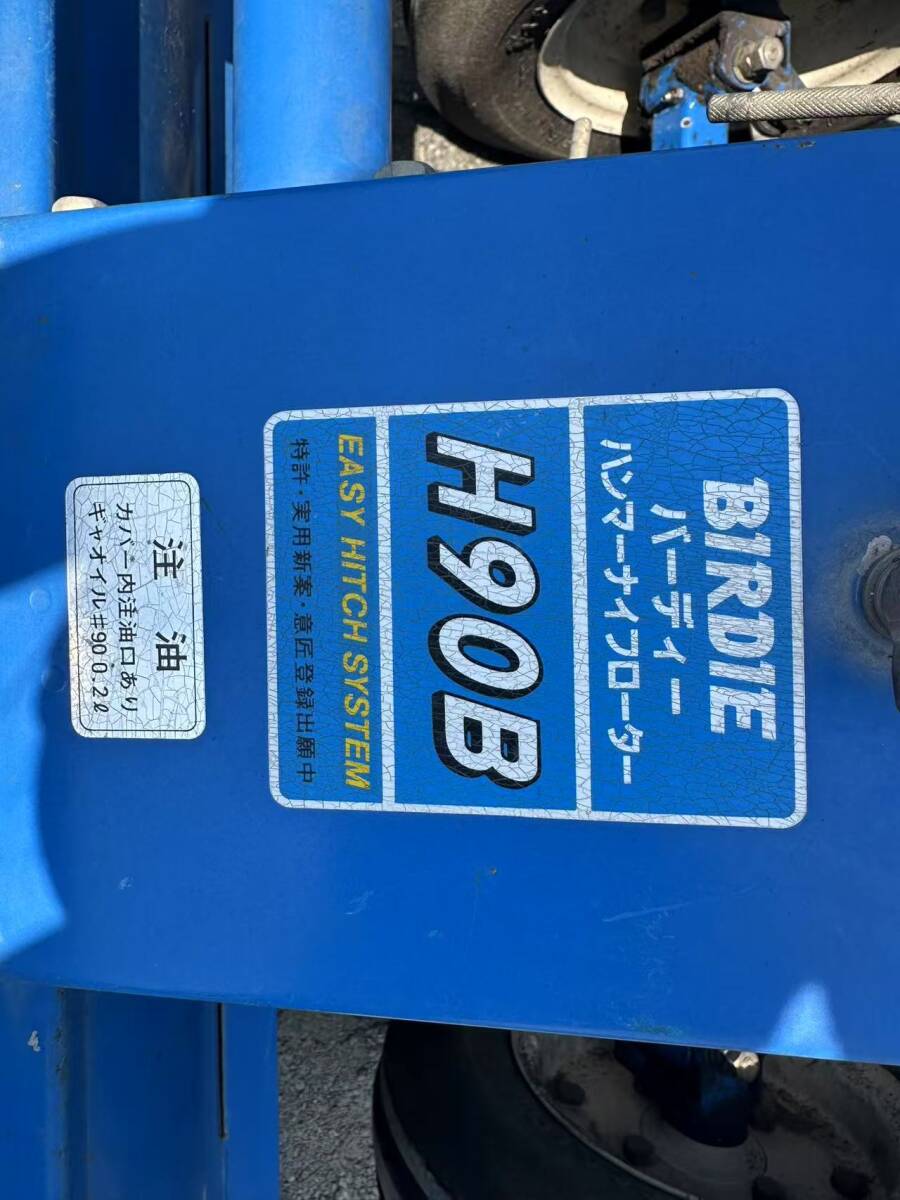 BIRDIE
バーディー
ハンマーナイフローター
H90B
EASY HITCH SYSTEM
特許・実用新案・意匠登録出願中
注油
カバー内注油口あり
ギャオイル#90 0.2ℓ